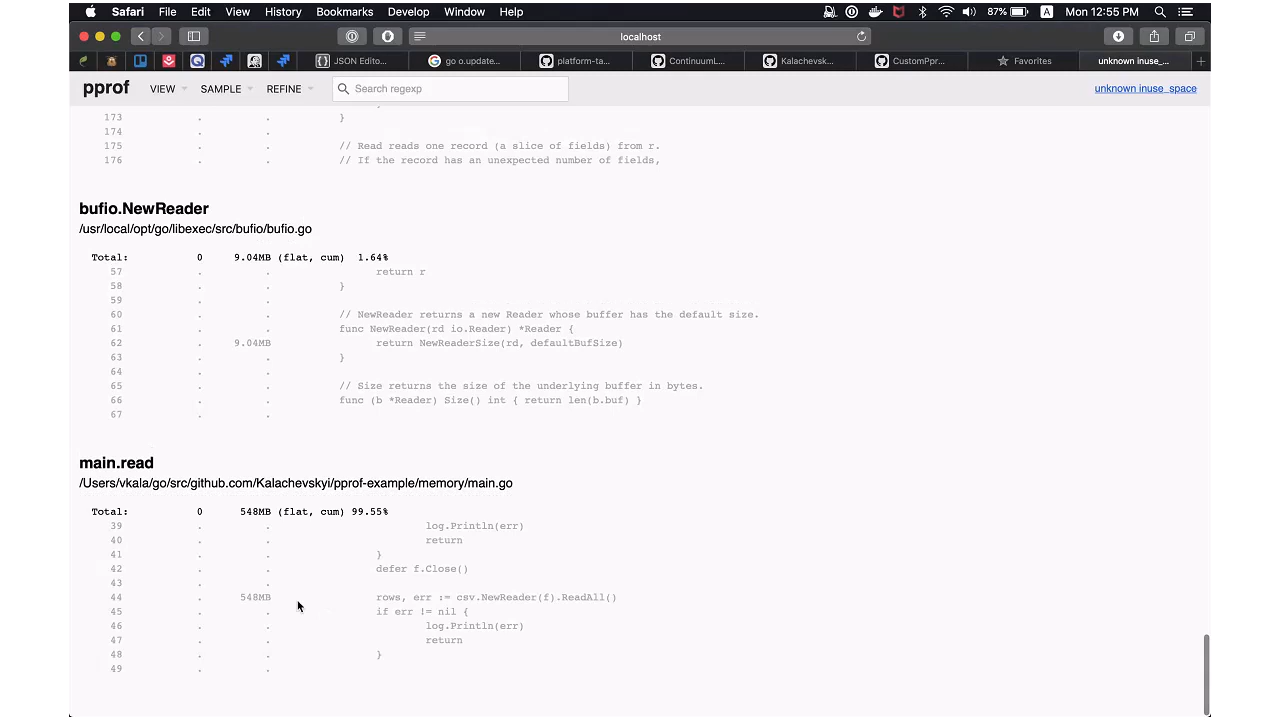 Safari File Edit View History Bookmarks Develop Window Help 87% A Mon 12:55 PM
localhost
JSON Edito... go o.update... platform-ta... ContinuumL... Kalachevsk... CustomPpr... Favorites unknown inuse_...
pprof VIEW SAMPLE REFINE Search regexp unknown inuse_space
173 . . }
174 . .
175 . . // Read reads one record (a slice of fields) from r.
176 . . // If the record has an unexpected number of fields,
bufio.NewReader
/usr/local/opt/go/libexec/src/bufio/bufio.go
Total: 0 9.04MB (flat, cum) 1.64%
57 . . return r
58 . . }
59 . .
60 . . // NewReader returns a new Reader whose buffer has the default size.
61 . . func NewReader(rd io.Reader) *Reader {
62 . 9.04MB return NewReaderSize(rd, defaultBufSize)
63 . . }
64 . .
65 . . // Size returns the size of the underlying buffer in bytes.
66 . . func (b *Reader) Size() int { return len(b.buf) }
67 . .
main.read
/Users/vkala/go/src/github.com/Kalachevskyi/pprof-example/memory/main.go
Total: 0 548MB (flat, cum) 99.55%
39 . . log.Println(err)
40 . . return
41 . . }
42 . . defer f.Close()
43 . .
44 . 548MB rows, err := csv.NewReader(f).ReadAll()
45 . . if err != nil {
46 . . log.Println(err)
47 . . return
48 . . }
49 . .